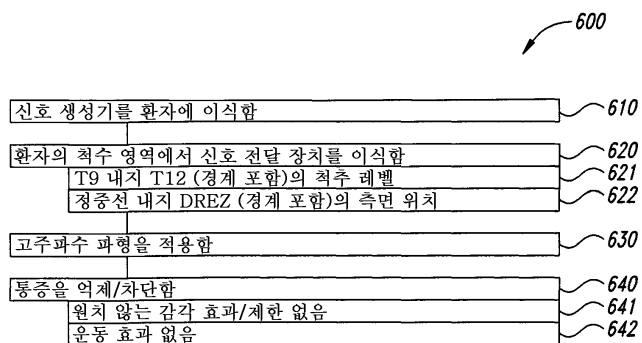 600
신호 생성기를 환자에 이식함 610
환자의 척수 영역에서 신호 전달 장치를 이식함 620
T9 내지 T12 (경계 포함)의 척추 레벨 621
정중선 내지 DREZ (경계 포함)의 측면 위치 622
고주파수 파형을 적용함 630
통증을 억제/차단함 640
원치 않는 감각 효과/제한 없음 641
운동 효과 없음 642